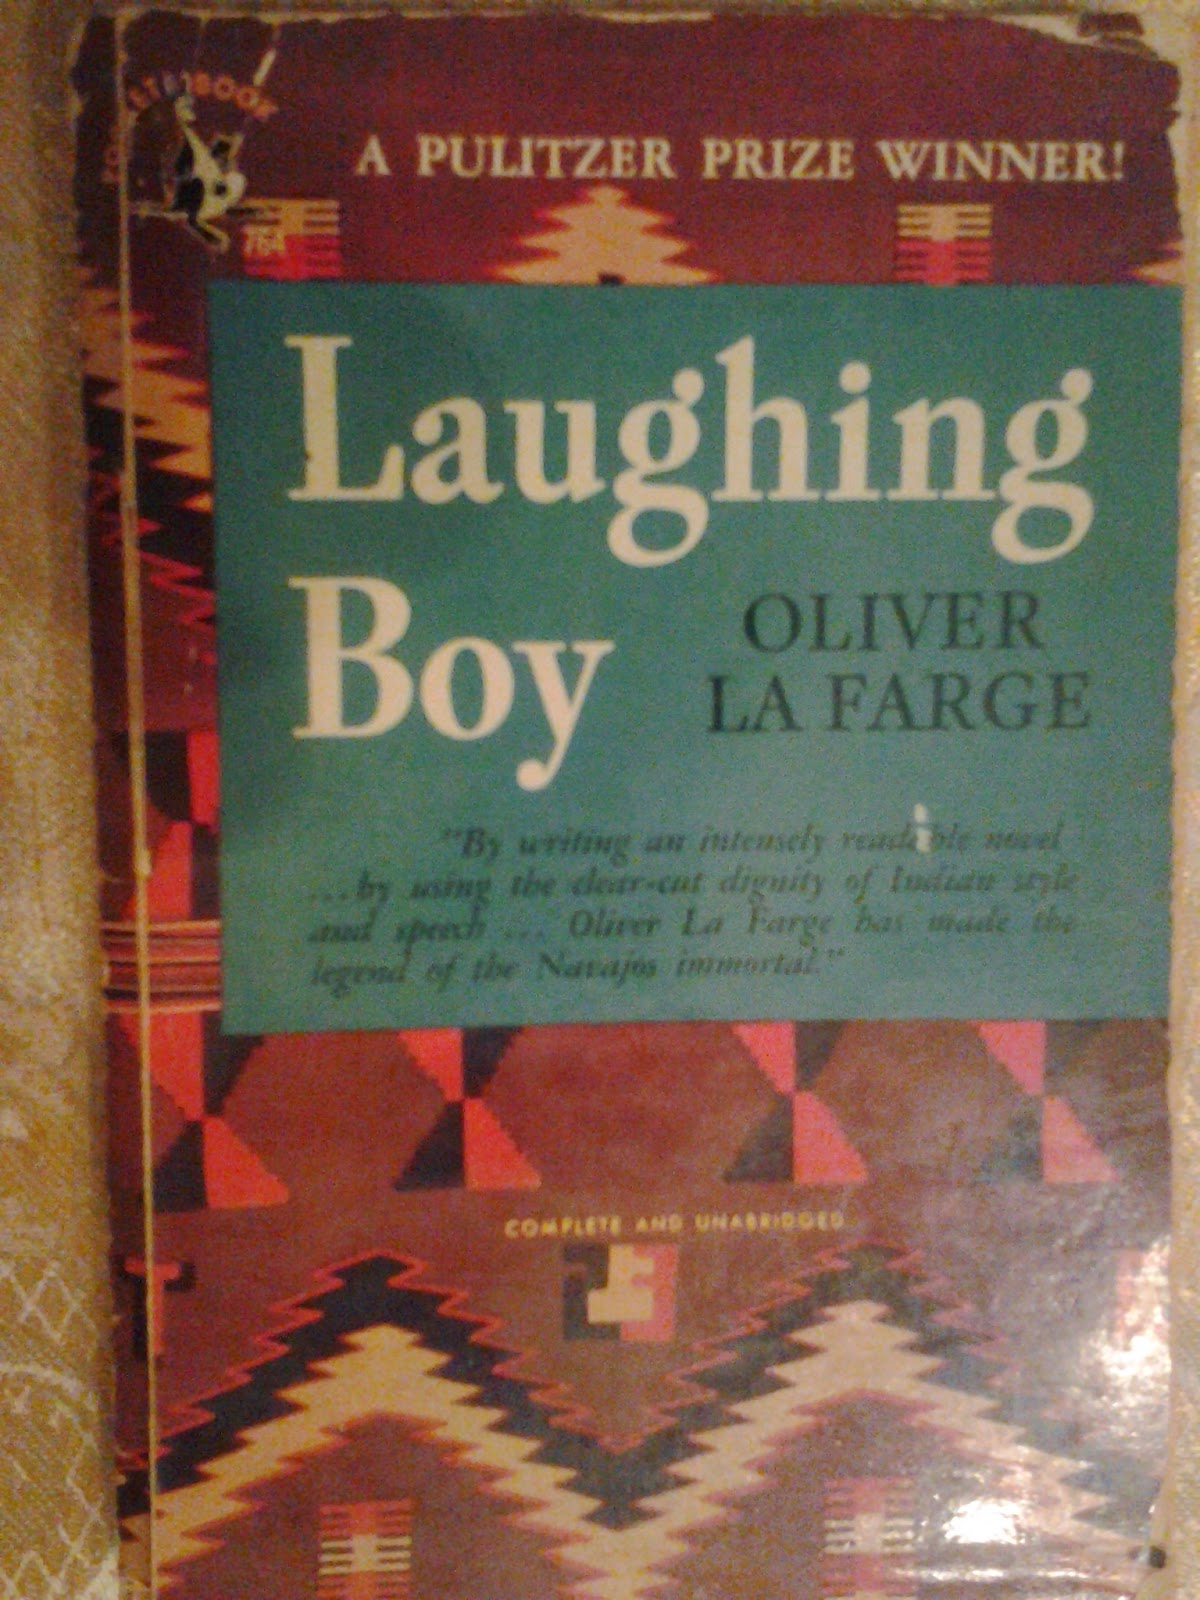 BOOK
764
A PULITZER PRIZE WINNER!
Laughing
Boy
OLIVER
LA FARGE
"By writing an intensely readable novel
...by using the clear-cut dignity of Indian style
and speech ... Oliver La Farge has made the
legend of the Navajos immortal."
COMPLETE AND UNABRIDGED